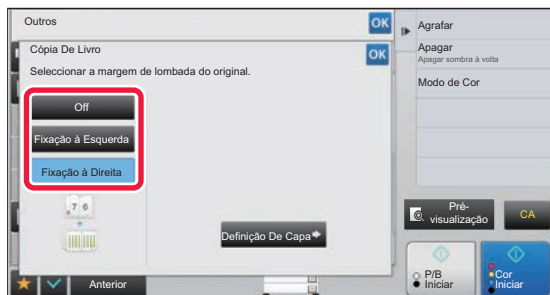 Outros
OK
Cópia De Livro
OK
Seleccionar a margem de lombada do original.
Off
Fixação à Esquerda
Fixação à Direita
7 6
Definição De Capa
Anterior
Agrafar
Apagar
Apagar sombra à volta
Modo de Cor
Pré-
visualização
CA
P/B
Iniciar
Cor
Iniciar